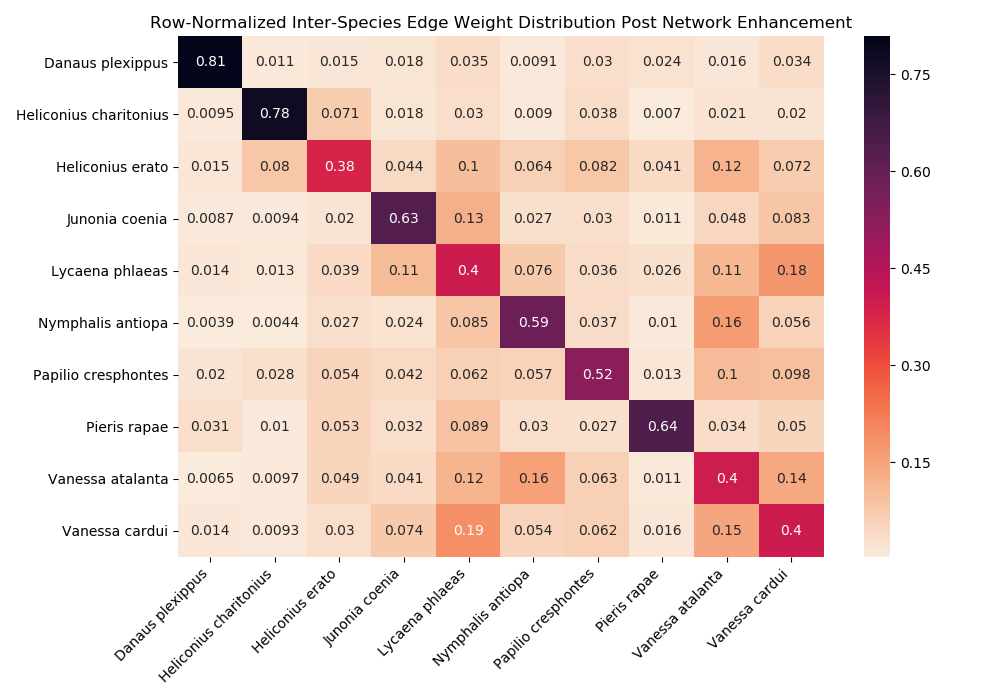 Row-Normalized Inter-Species Edge Weight Distribution Post Network Enhancement
Danaus plexippus 0.81 0.011 0.015 0.018 0.035 0.0091 0.03 0.024 0.016 0.034
Heliconius charitonius 0.0095 0.78 0.071 0.018 0.03 0.009 0.038 0.007 0.021 0.02
Heliconius erato 0.015 0.08 0.38 0.044 0.1 0.064 0.082 0.041 0.12 0.072
Junonia coenia 0.0087 0.0094 0.02 0.63 0.13 0.027 0.03 0.011 0.048 0.083
Lycaena phlaeas 0.014 0.013 0.039 0.11 0.4 0.076 0.036 0.026 0.11 0.18
Nymphalis antiopa 0.0039 0.0044 0.027 0.024 0.085 0.59 0.037 0.01 0.16 0.056
Papilio cresphontes 0.02 0.028 0.054 0.042 0.062 0.057 0.52 0.013 0.1 0.098
Pieris rapae 0.031 0.01 0.053 0.032 0.089 0.03 0.027 0.64 0.034 0.05
Vanessa atalanta 0.0065 0.0097 0.049 0.041 0.12 0.16 0.063 0.011 0.4 0.14
Vanessa cardui 0.014 0.0093 0.03 0.074 0.19 0.054 0.062 0.016 0.15 0.4
Danaus plexippus
Heliconius charitonius
Heliconius erato
Junonia coenia
Lycaena phlaeas
Nymphalis antiopa
Papilio cresphontes
Pieris rapae
Vanessa atalanta
Vanessa cardui
0.75
0.60
0.45
0.30
0.15